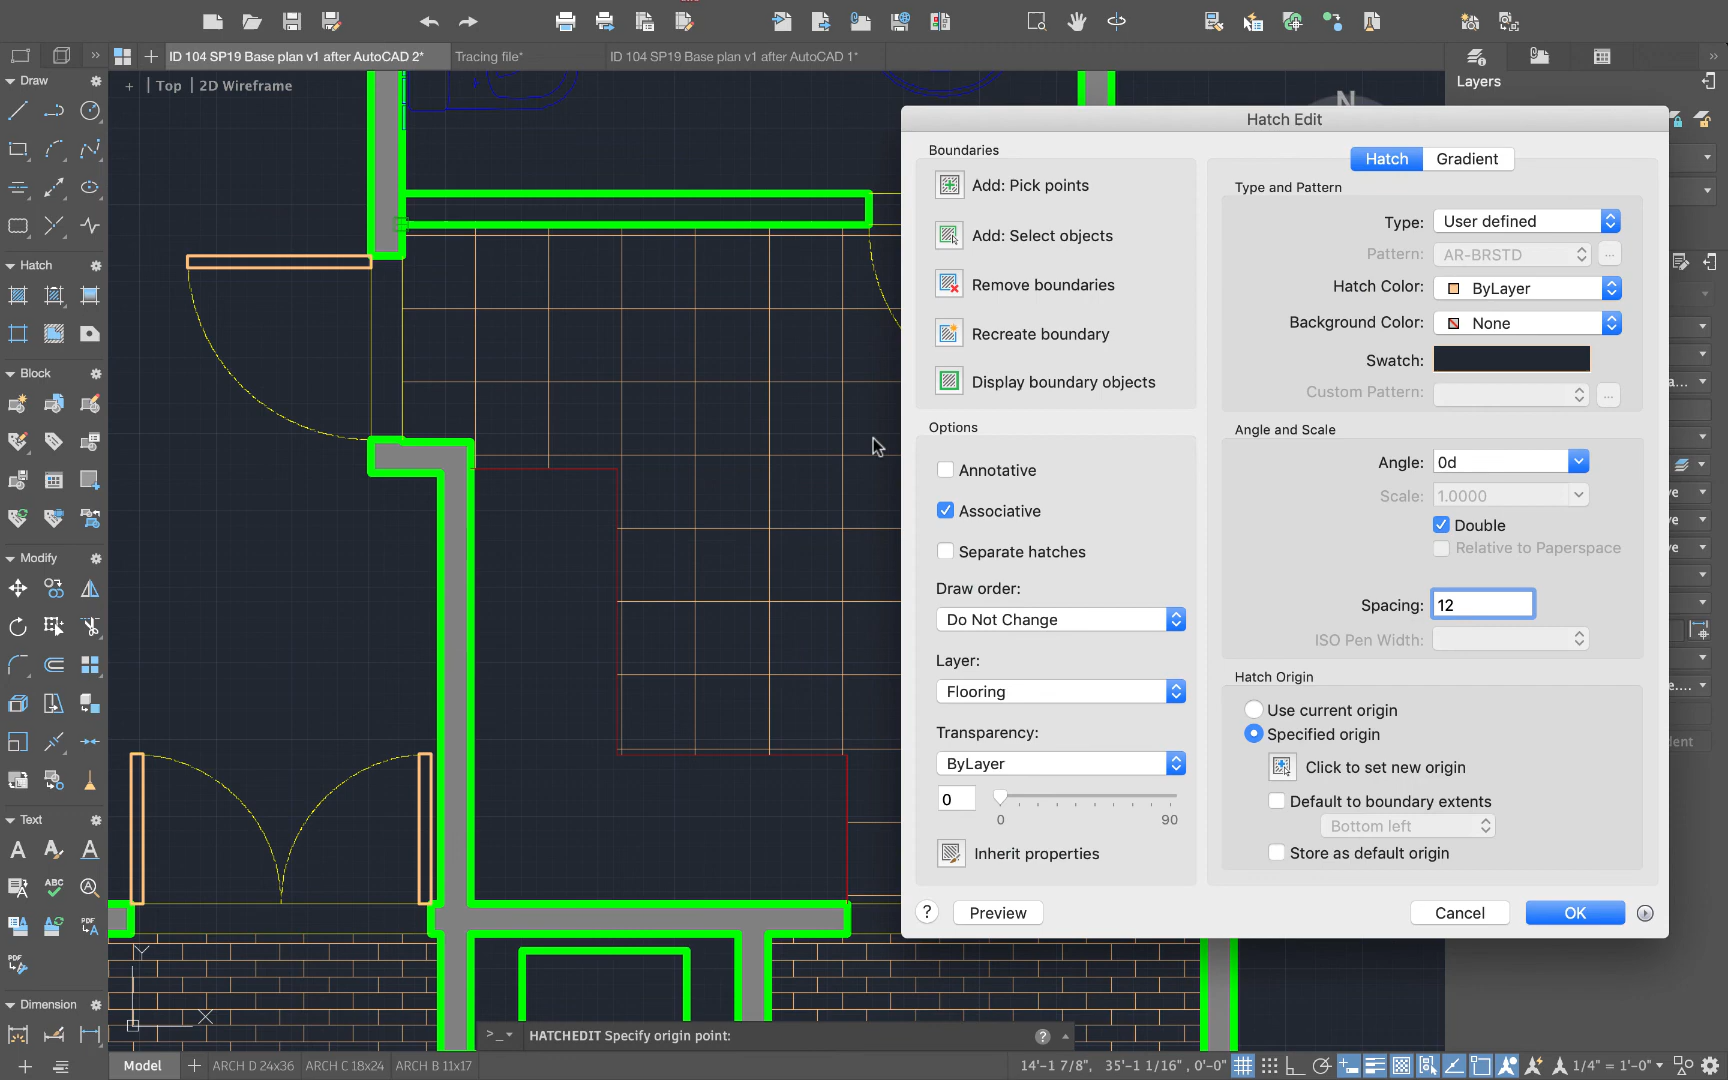 ID 104 SP19 Base plan v1 after AutoCAD 2*
Tracing file*
ID 104 SP19 Base plan v1 after AutoCAD 1*
Draw
+ | Top | 2D Wireframe
Layers
N
Hatch Edit
Boundaries
Hatch
Gradient
Add: Pick points
Type and Pattern
Type:
User defined
Add: Select objects
Pattern:
AR-BRSTD
...
Hatch
Remove boundaries
Hatch Color:
ByLayer
Background Color:
None
Recreate boundary
Swatch:
Block
Display boundary objects
Custom Pattern:
...
Options
Angle and Scale
Annotative
Angle:
0d
Scale:
1.0000
Associative
Double
Relative to Paperspace
Separate hatches
Modify
Draw order:
Spacing:
12
Do Not Change
ISO Pen Width:
Layer:
Hatch Origin
Flooring
Use current origin
Specified origin
Transparency:
ByLayer
Click to set new origin
0
Default to boundary extents
0
90
Bottom left
Text
Inherit properties
Store as default origin
A
A
A
ABC
PDF
PDF
?
Preview
Cancel
OK
Y
X
Dimension
>_
HATCHEDIT Specify origin point:
?
Model
ARCH D 24x36
ARCH C 18x24
ARCH B 11x17
14'-1 7/8", 35'-1 1/16", 0'-0"
1/4" = 1'-0"